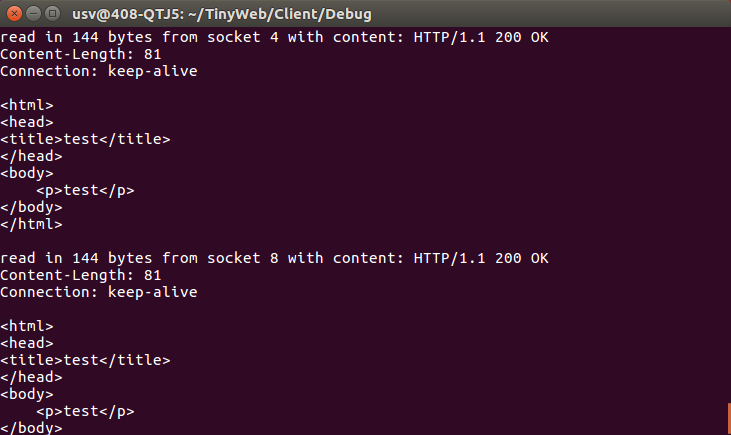 usv@408-QTJ5: ~/TinyWeb/Client/Debug
read in 144 bytes from socket 4 with content: HTTP/1.1 200 OK
Content-Length: 81
Connection: keep-alive

<html>
<head>
<title>test</title>
</head>
<body>
    <p>test</p>
</body>
</html>

read in 144 bytes from socket 8 with content: HTTP/1.1 200 OK
Content-Length: 81
Connection: keep-alive

<html>
<head>
<title>test</title>
</head>
<body>
    <p>test</p>
</body>